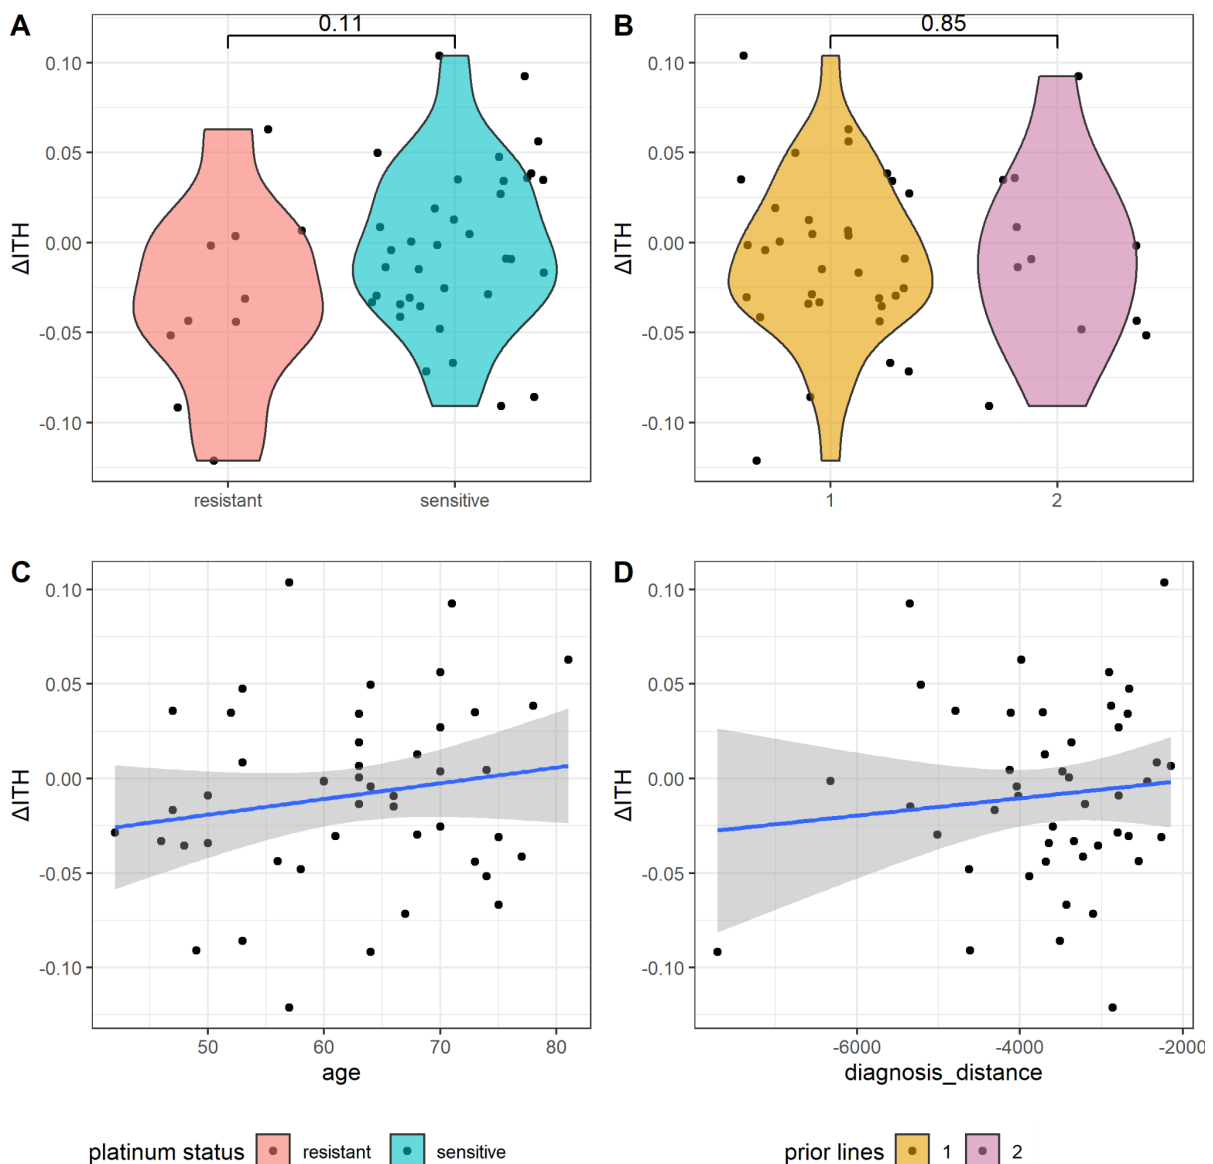 A
0.11
0.10
0.05
0.00
-0.05
-0.10
ΔITH
resistant
sensitive
B
0.85
0.10
0.05
0.00
-0.05
-0.10
ΔITH
1
2
C
0.10
0.05
0.00
-0.05
-0.10
ΔITH
50
60
70
80
age
D
0.10
0.05
0.00
-0.05
-0.10
ΔITH
-6000
-4000
-2000
diagnosis_distance
platinum status resistant sensitive
prior lines 1 2